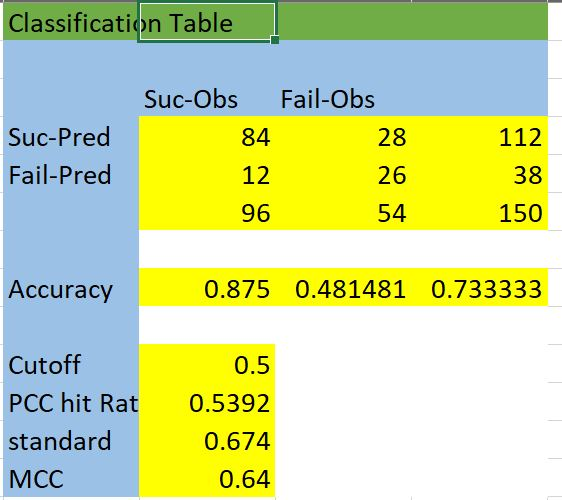 Classification Table
Suc-Obs Fail-Obs
Suc-Pred 84 28 112
Fail-Pred 12 26 38
96 54 150
Accuracy 0.875 0.481481 0.733333
Cutoff 0.5
PCC hit Rat 0.5392
standard 0.674
MCC 0.64